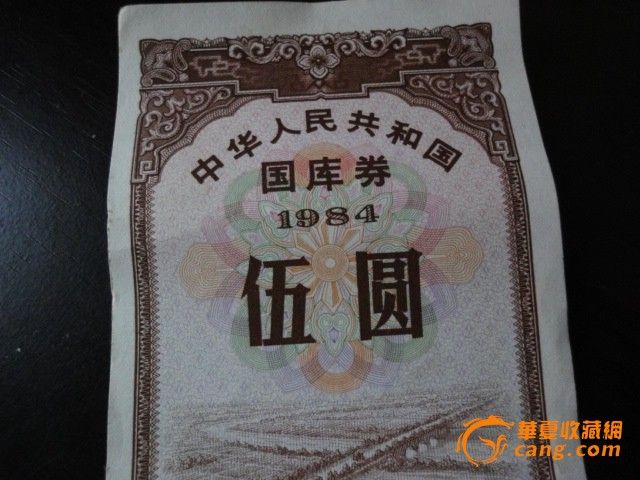 中华人民共和国
国库券
1984
伍圆
華夏收藏網
cang.com